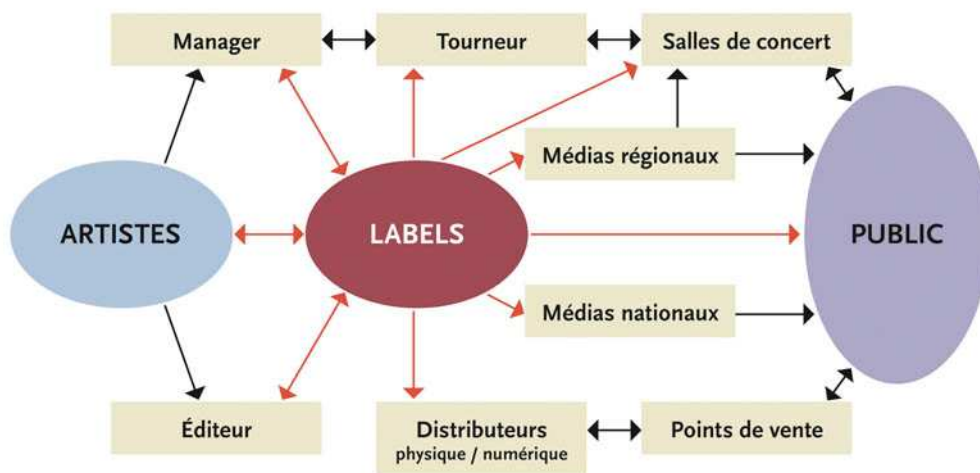 Manager
Tourneur
Salles de concert
Médias régionaux
ARTISTES
LABELS
PUBLIC
Médias nationaux
Éditeur
Distributeurs
physique / numérique
Points de vente